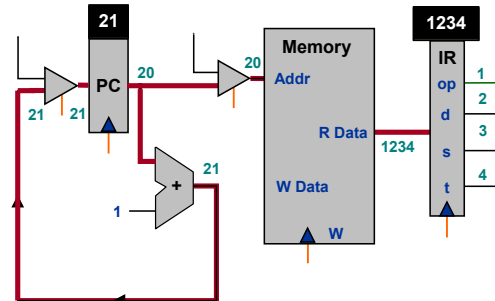 21
1234
Memory
IR
PC
20
20
Addr
op
1
21
21
2
d
3
R Data
1234
s
21
+
W Data
t
4
1
W